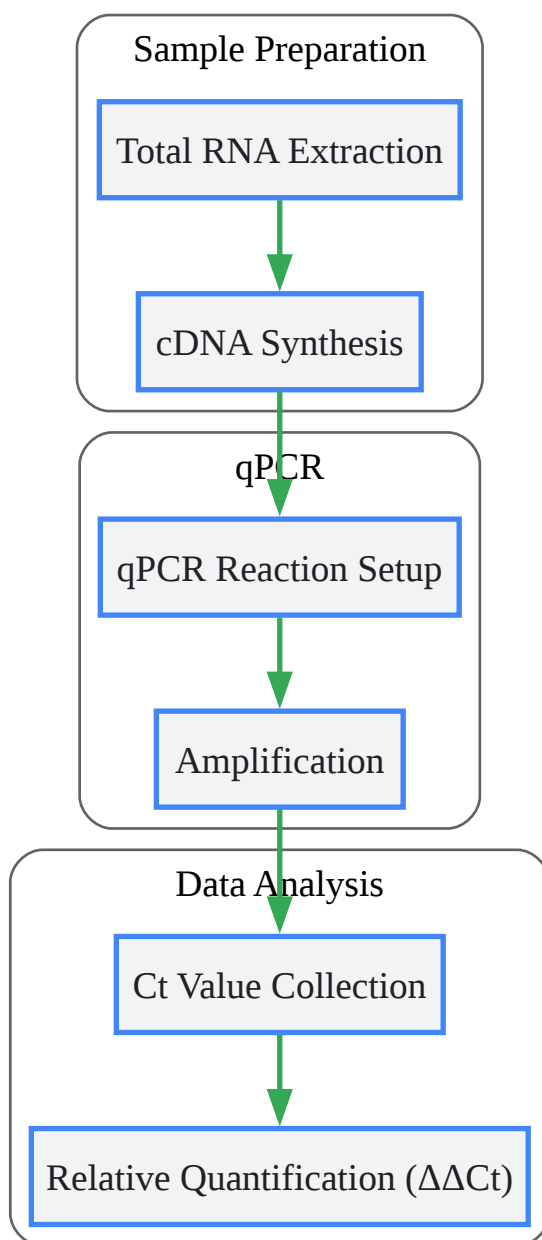 Sample Preparation
Total RNA Extraction
cDNA Synthesis
qPCR
qPCR Reaction Setup
Amplification
Data Analysis
Ct Value Collection
Relative Quantification (ΔΔCt)